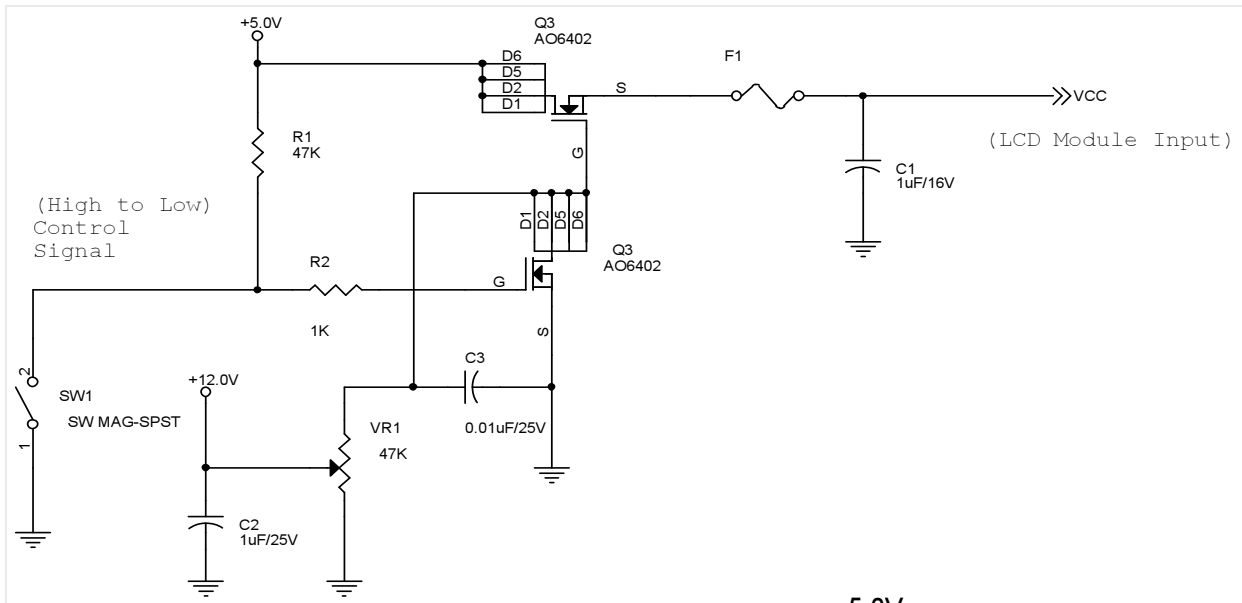 +5.0V
Q3
AO6402
D6
D5
D2
D1
S
G
F1
VCC
(LCD Module Input)
R1
47K
C1
1uF/16V
(High to Low)
Control
Signal
D1
D2
D5
D6
Q3
AO6402
R2
G
1K
S
C3
0.01uF/25V
+12.0V
2
SW1
SW MAG-SPST
1
VR1
47K
C2
1uF/25V
5.0V